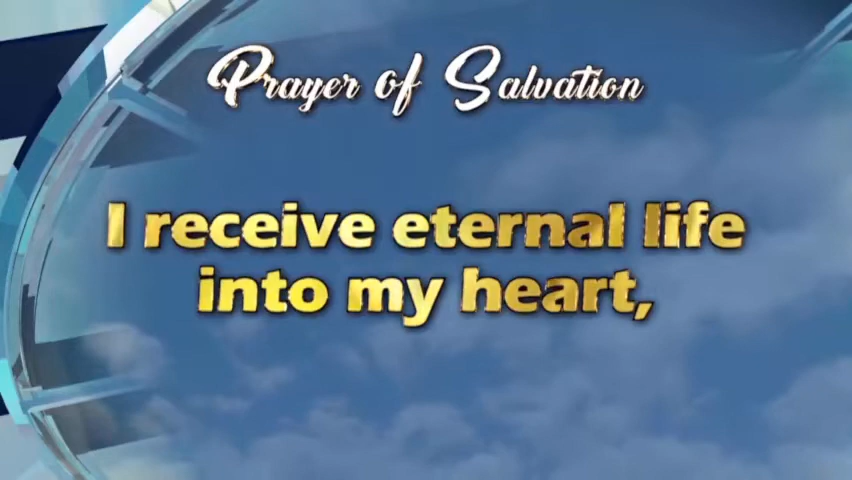 Prayer of Salvation
I receive eternal life
into my heart,